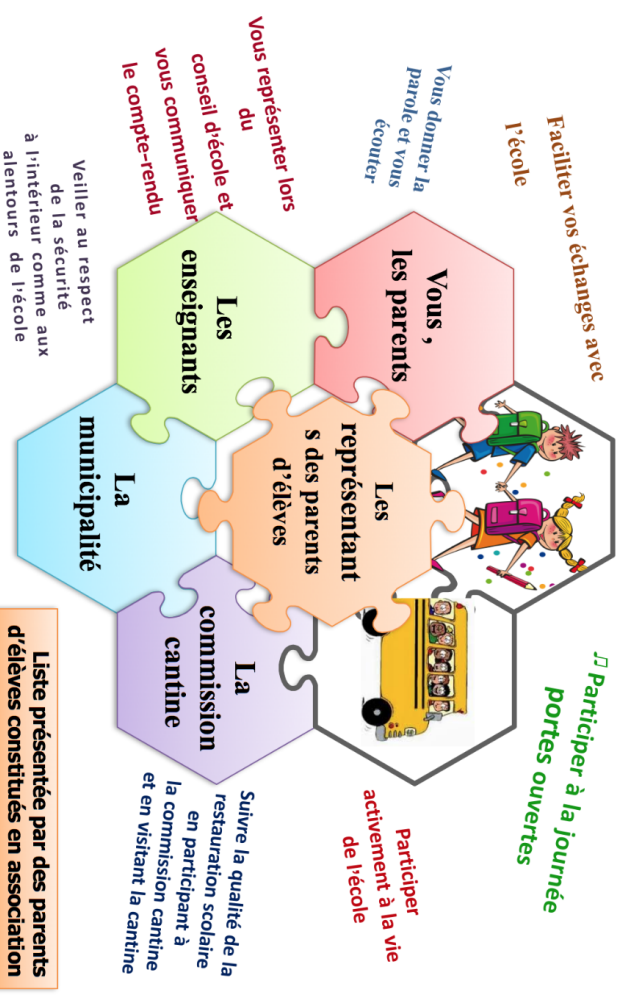 Faciliter vos échanges avec
l'école
♫ Participer à la journée
portes ouvertes
Vous donner la
parole et vous
écouter
Participer
activement à la vie
de l'école
Vous représenter lors
du
conseil d'école et
vous communiquer
le compte-rendu
Vous ,
les parents
Les
enseignants
Les
représentant
s des parents
d'élèves
La
municipalité
La
commission
cantine
Veiller au respect
de la sécurité
à l'intérieur comme aux
alentours de l'école
Suivre la qualité de la
restauration scolaire
en participant à
la commission cantine
et en visitant la cantine
Liste présentée par des parents
d'élèves constitués en association